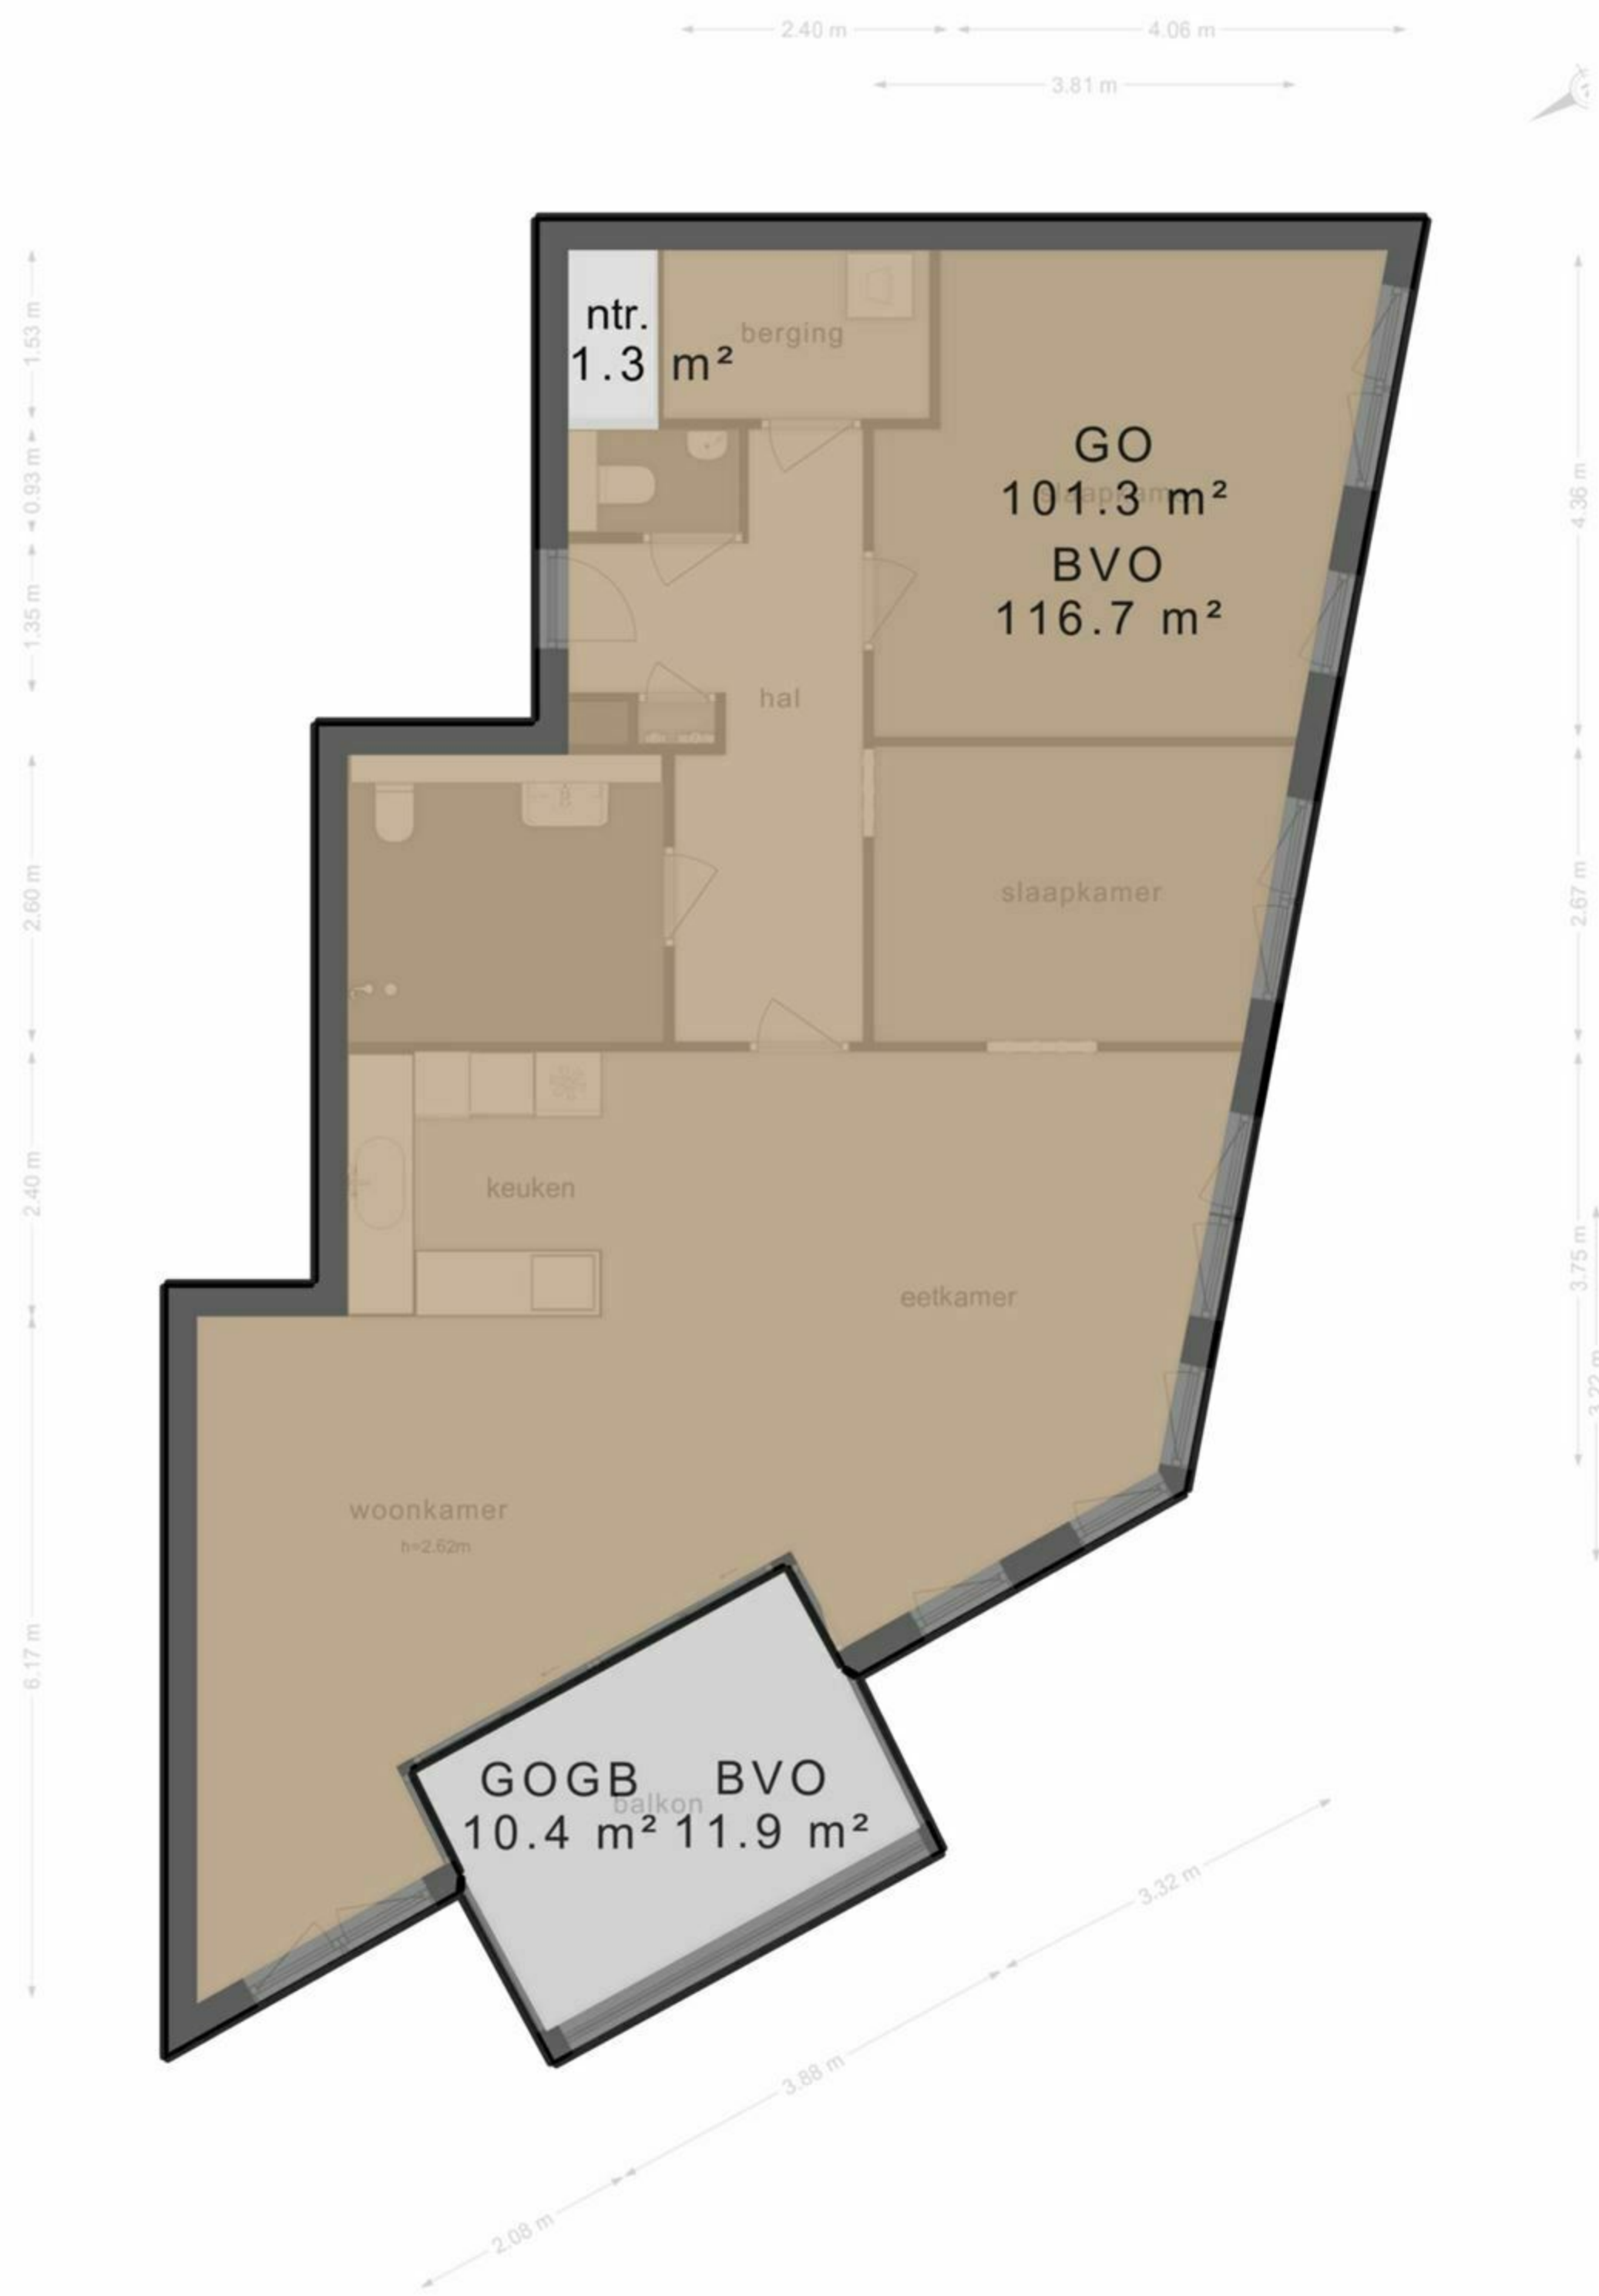 2.40 m
4.06 m
3.81 m
1.53 m
0.93 m
1.35 m
2.60 m
2.40 m
6.17 m
ntr.
1.3 m²
berging
GO
slaapkamer
101.3 m²
BVO
116.7 m²
hal
slaapkamer
keuken
eetkamer
woonkamer
h=2.62m
GOGB BVO
balkon
10.4 m² 11.9 m²
4.36 m
2.67 m
3.75 m
3.22 m
3.32 m
3.88 m
2.08 m